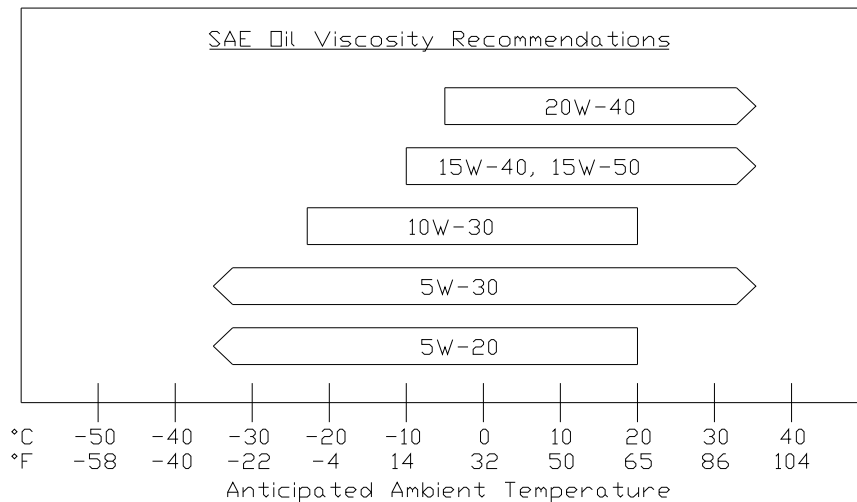 SAE Oil Viscosity Recommendations
20W-40
15W-40, 15W-50
10W-30
5W-30
5W-20
°C -50 -40 -30 -20 -10 0 10 20 30 40
°F -58 -40 -22 -4 14 32 50 65 86 104
Anticipated Ambient Temperature